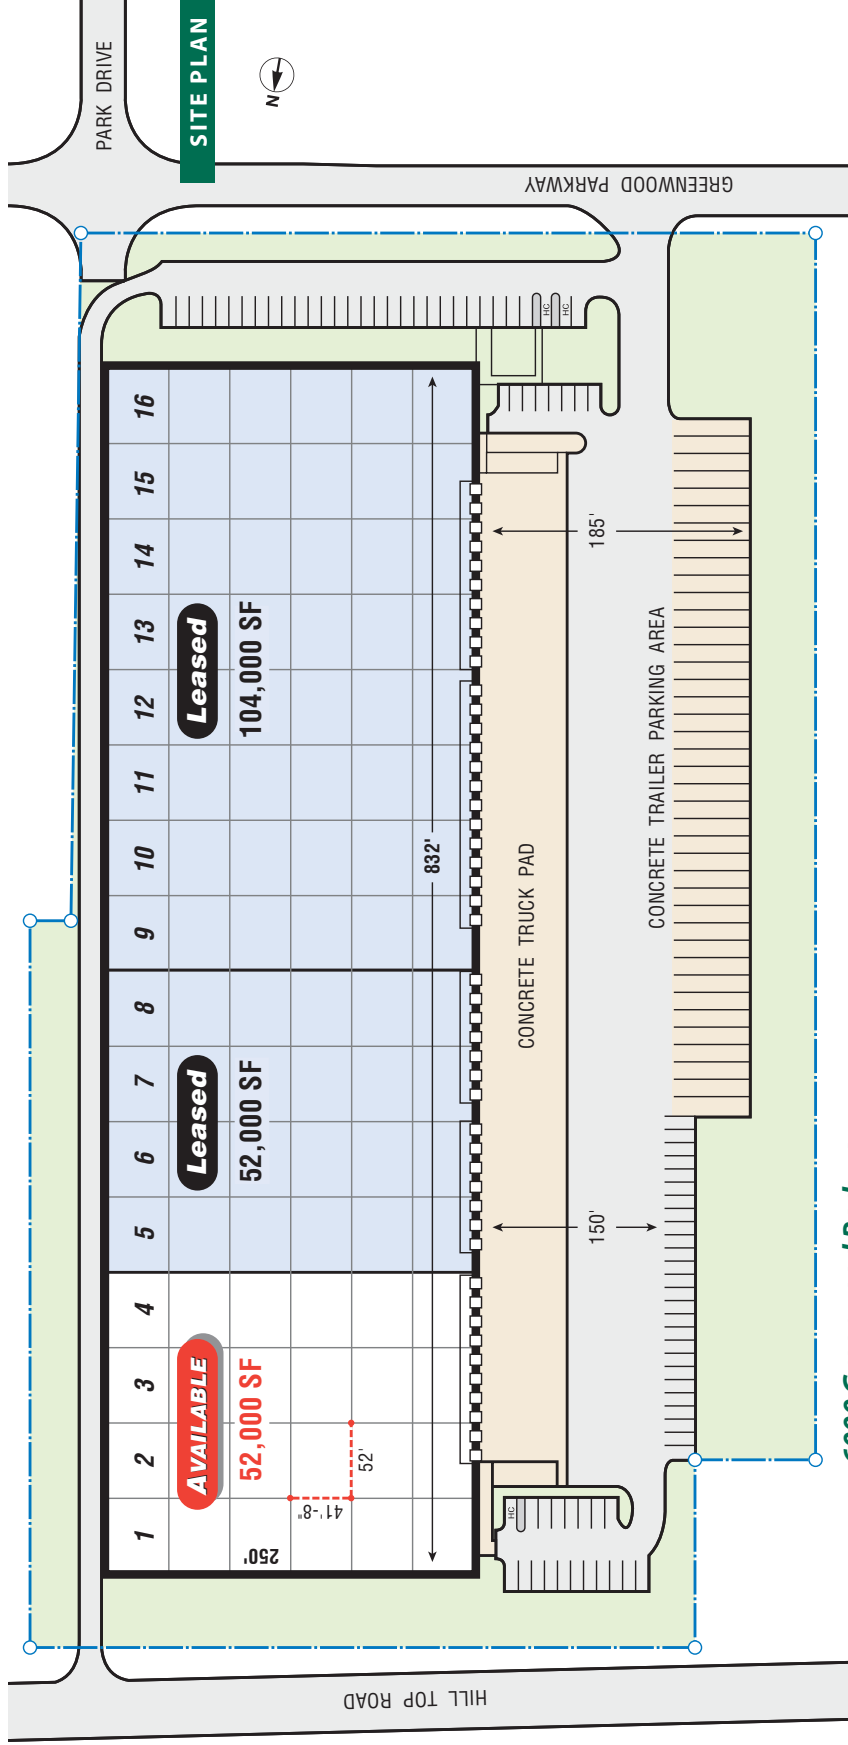 SITE PLAN
N
PARK DRIVE
GREENWOOD PARKWAY
HILL TOP ROAD
1 2 3 4 5 6 7 8 9 10 11 12 13 14 15 16
AVAILABLE
52,000 SF
Leased
52,000 SF
Leased
104,000 SF
41'-8"
52'
250'
832'
HC
HC
HC
CONCRETE TRUCK PAD
150'
185'
CONCRETE TRAILER PARKING AREA